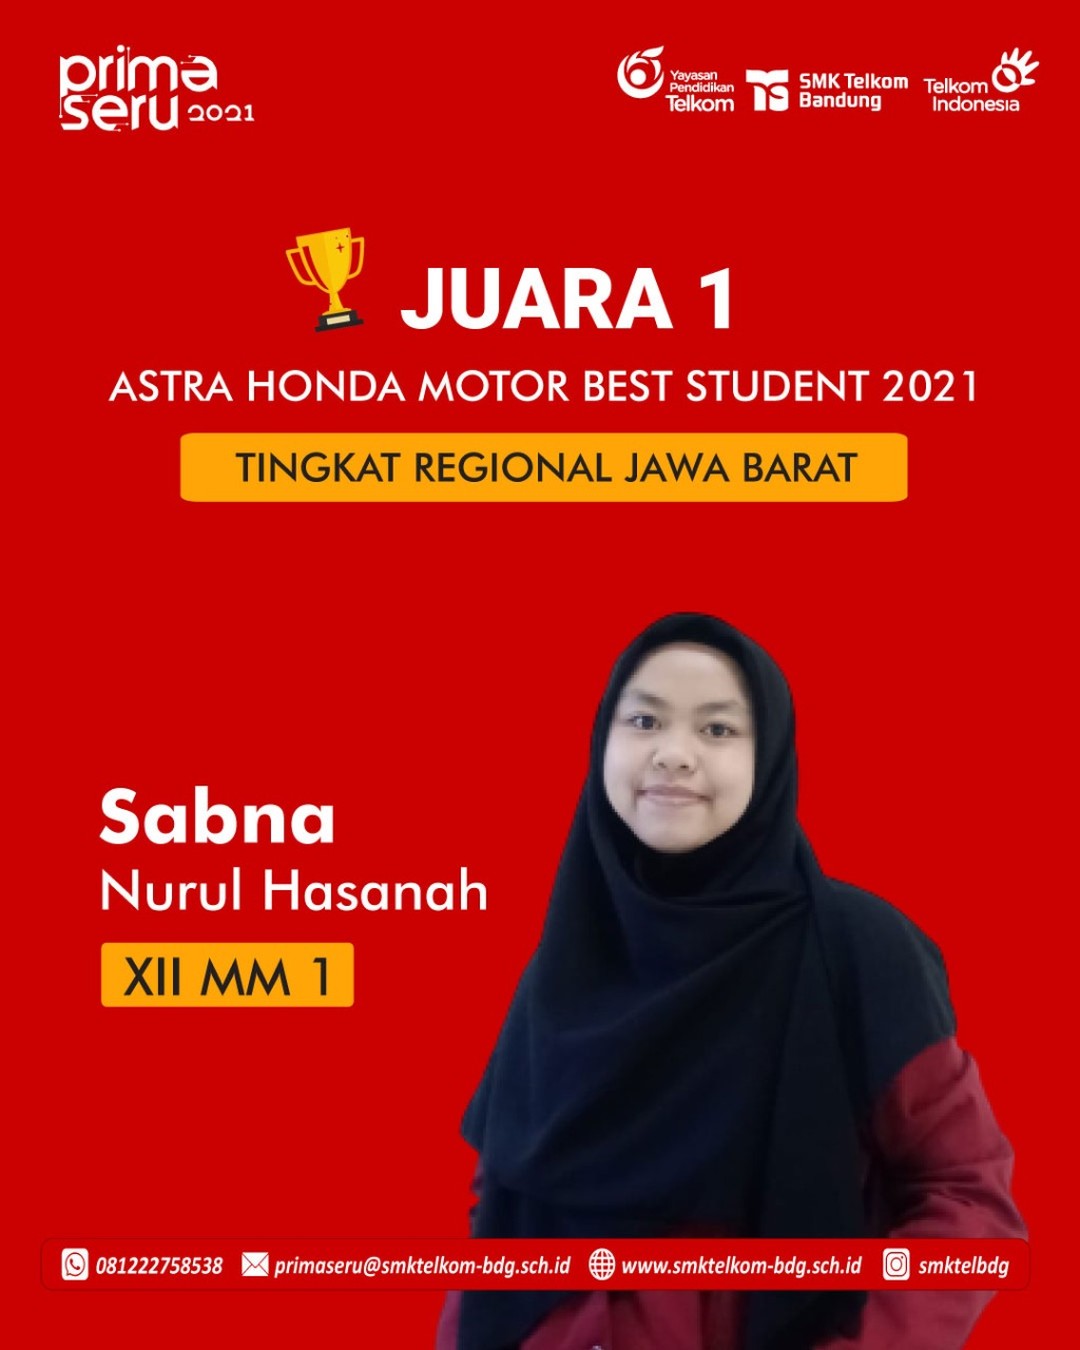 prima
seru 2021
Yayasan
Pendidikan
Telkom
SMK Telkom
Bandung
Telkom
Indonesia
JUARA 1
ASTRA HONDA MOTOR BEST STUDENT 2021
TINGKAT REGIONAL JAWA BARAT
Sabna
Nurul Hasanah
XII MM 1
081222758538 primaseru@smktelkom-bdg.sch.id www.smktelkom-bdg.sch.id smktelbdg